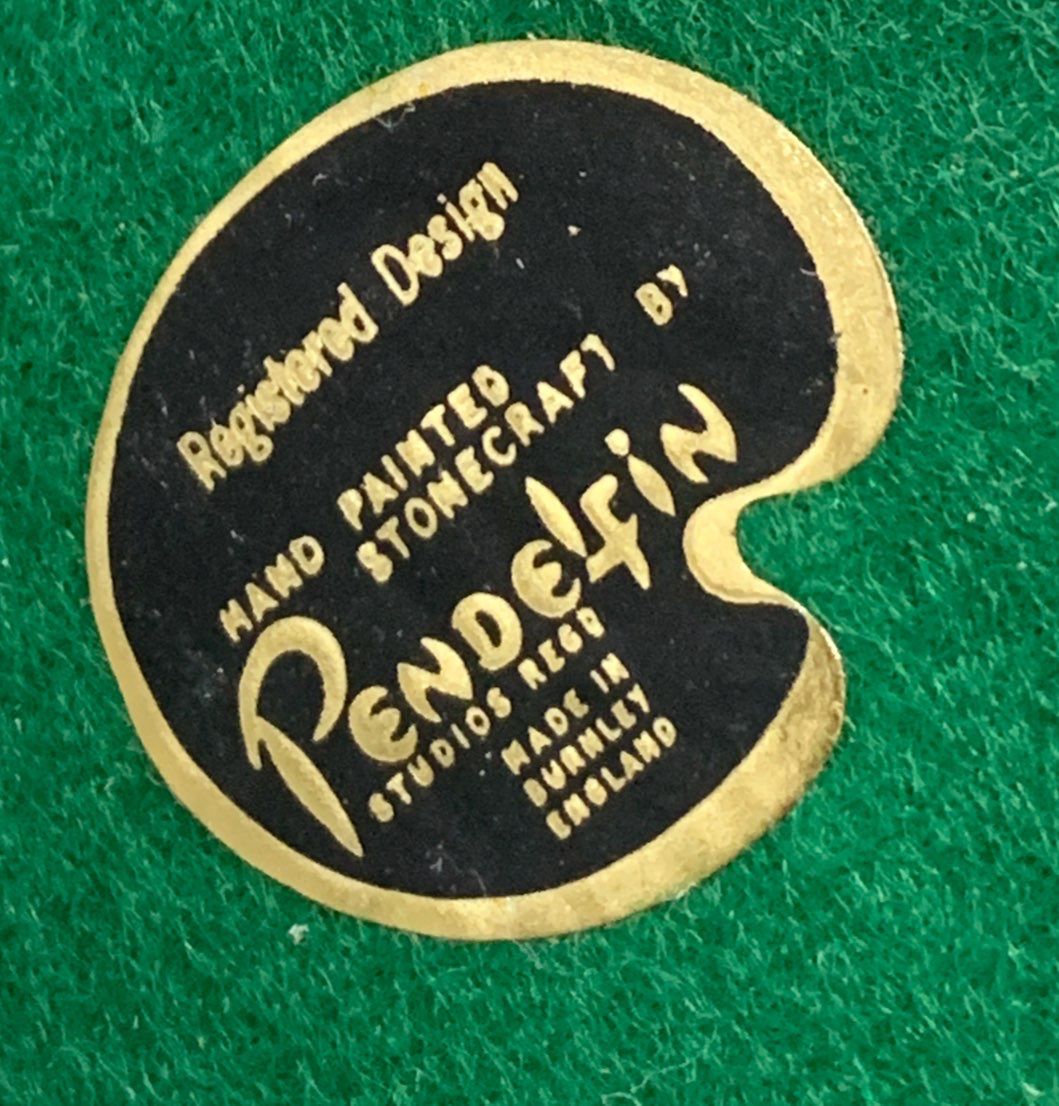 Registered Design
HAND PAINTED
STONECRAFT BY
PENDELFIN
STUDIOS REGD
MADE IN
BURNLEY
ENGLAND